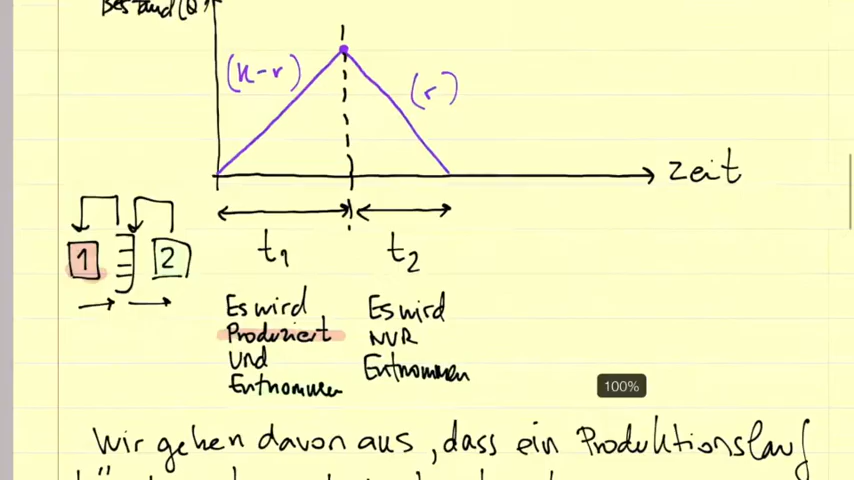 Bestand(Q)
(k-r)
(r)
Zeit
t1
t2
1
2
Es wird
Produziert
und
Entnommen
Es wird
NUR
Entnommen
100%
Wir gehen davon aus, dass ein Produktionslauf